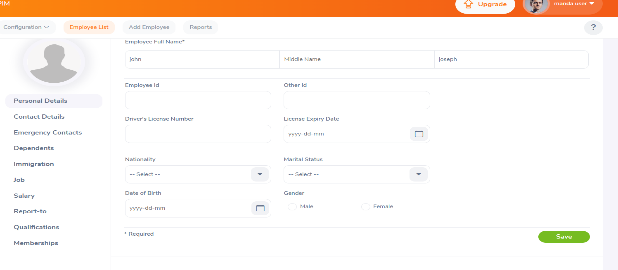 PIM
Upgrade
manda user
Configuration
Employee List
Add Employee
Reports
?
Employee Full Name*
John
Middle Name
Joseph
Employee Id
Other Id
Driver's License Number
License Expiry Date
yyyy-dd-mm
Nationality
Marital Status
-- Select --
-- Select --
Date of Birth
Gender
yyyy-dd-mm
Male
Female
* Required
Save
Personal Details
Contact Details
Emergency Contacts
Dependents
Immigration
Job
Salary
Report-to
Qualifications
Memberships